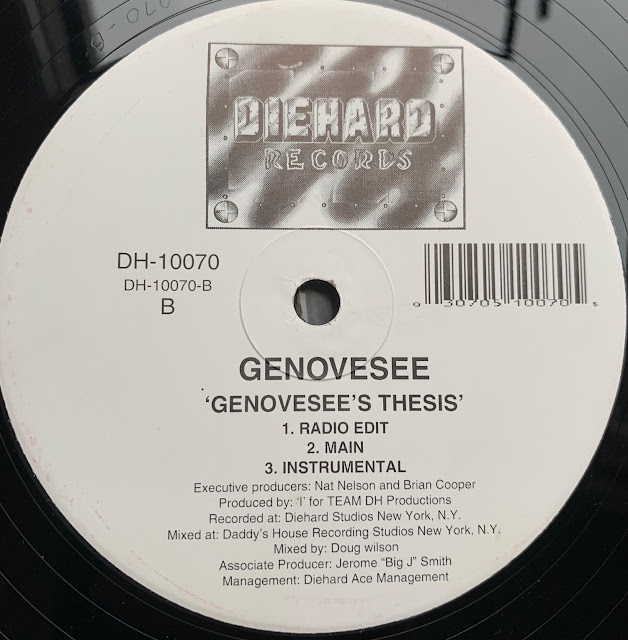 DIEHARD
RECORDS
DH-10070
DH-10070-B
B
30705 10070
GENOVESEE
‘GENOVESEE’S THESIS’
1. RADIO EDIT
2. MAIN
3. INSTRUMENTAL
Executive producers: Nat Nelson and Brian Cooper
Produced by: ‘I’ for TEAM DH Productions
Recorded at: Diehard Studios New York, N.Y.
Mixed at: Daddy’s House Recording Studios New York, N.Y.
Mixed by: Doug wilson
Associate Producer: Jerome “Big J” Smith
Management: Diehard Ace Management